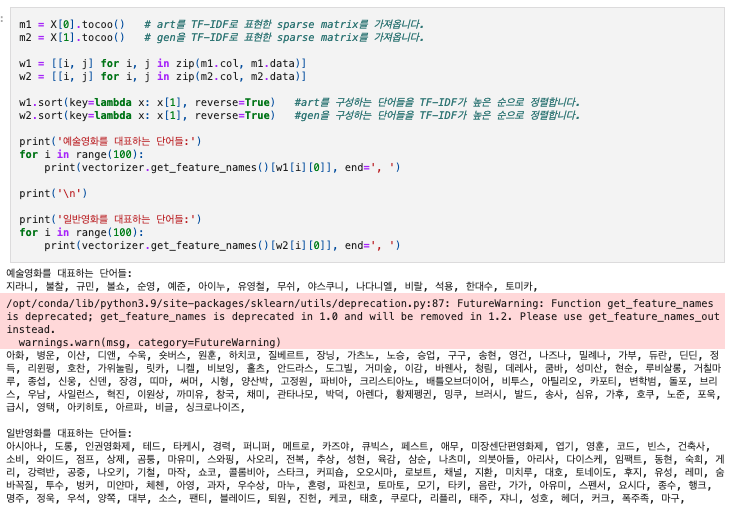 m1 = X[0].tocoo()   # art를 TF-IDF로 표현한 sparse matrix를 가져옵니다.
m2 = X[1].tocoo()   # gen을 TF-IDF로 표현한 sparse matrix를 가져옵니다.
w1 = [[i, j] for i, j in zip(m1.col, m1.data)]
w2 = [[i, j] for i, j in zip(m2.col, m2.data)]
w1.sort(key=lambda x: x[1], reverse=True)   #art를 구성하는 단어들을 TF-IDF가 높은 순으로 정렬합니다.
w2.sort(key=lambda x: x[1], reverse=True)   #gen을 구성하는 단어들을 TF-IDF가 높은 순으로 정렬합니다.
print('예술영화를 대표하는 단어들:')
for i in range(100):
    print(vectorizer.get_feature_names()[w1[i][0]], end=', ')
print('\n')
print('일반영화를 대표하는 단어들:')
for i in range(100):
    print(vectorizer.get_feature_names()[w2[i][0]], end=', ')
예술영화를 대표하는 단어들:
지라니, 불찰, 규민, 불쇼, 순영, 예준, 아이누, 유영철, 무쉬, 야스쿠니, 나다니엘, 비랄, 석용, 한대수, 토미카,
/opt/conda/lib/python3.9/site-packages/sklearn/utils/deprecation.py:87: FutureWarning: Function get_feature_names
is deprecated; get_feature_names is deprecated in 1.0 and will be removed in 1.2. Please use get_feature_names_out
instead.
  warnings.warn(msg, category=FutureWarning)
아화, 병운, 이산, 디앤, 수욱, 숏버스, 원훈, 하치코, 질베르트, 장닝, 가츠노, 노승, 승업, 구구, 송현, 영건, 나즈나, 밀레나, 가부, 듀란, 딘딘, 정
득, 리윈펑, 호찬, 가위눌림, 릿카, 니켈, 비보잉, 홀츠, 안드라스, 도그빌, 거미숲, 이감, 바웬사, 청림, 데레사, 쿰바, 성미산, 현순, 루비살롱, 거칠마
루, 종섭, 신웅, 신덴, 장경, 띠마, 써머, 시형, 양산박, 고정원, 파비아, 크리스티아노, 배틀오브더이어, 비투스, 아틸리오, 카포티, 변학범, 돌포, 브리
스, 우남, 사일런스, 혁진, 이원상, 까미유, 창국, 채미, 관타나모, 박덕, 아렌다, 황제펭귄, 밍쿠, 브러시, 발드, 송사, 심유, 가후, 호쿠, 노준, 포욱,
급시, 영택, 아키히토, 아르파, 비글, 싱크로나이즈,
일반영화를 대표하는 단어들:
아시아나, 도롱, 인권영화제, 테드, 타케시, 경력, 퍼니퍼, 메트로, 카즈야, 큐빅스, 페스트, 애무, 미장센단편영화제, 엽기, 영훈, 코드, 빈스, 건축사,
소비, 와이드, 점프, 상제, 곰퉁, 마유미, 스와핑, 사오리, 전복, 추상, 성현, 육감, 삼순, 나츠미, 의붓아들, 아리사, 다이스케, 임팩트, 동현, 숙희, 게
리, 강력반, 공중, 나오키, 기철, 마작, 쇼코, 콜롬비아, 스타크, 커피숍, 오오시마, 로보트, 채널, 지환, 미치루, 대호, 토네이도, 후지, 유성, 레미, 숨
바꼭질, 투수, 벙커, 미얀마, 체첸, 아영, 과자, 우수상, 마누, 혼령, 파친코, 토마토, 모기, 타키, 음란, 가가, 아유미, 스펜서, 요시다, 종수, 행크,
명주, 정욱, 우석, 양쪽, 대부, 소스, 팬티, 블레이드, 퇴원, 진헌, 케코, 태호, 쿠로다, 리플리, 태주, 쟈니, 성호, 헤더, 커크, 폭주족, 마구,